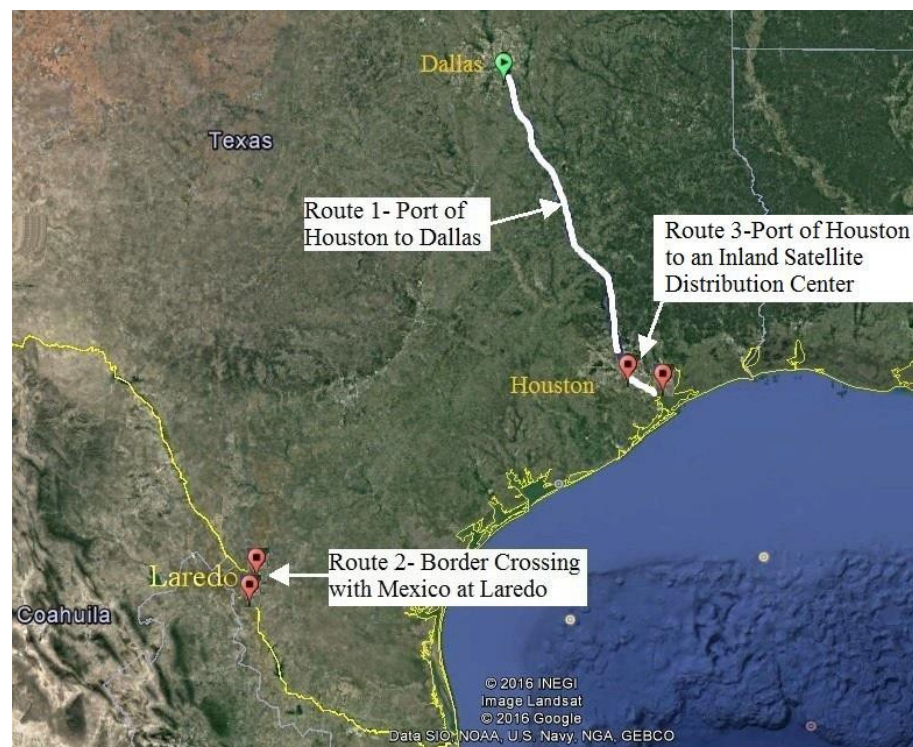 Dallas
Texas
Route 1- Port of
Houston to Dallas
Route 3-Port of Houston
to an Inland Satellite
Distribution Center
Houston
Laredo
Route 2- Border Crossing
with Mexico at Laredo
Coahuila
© 2016 INEGI
Image Landsat
© 2016 Google
Data SIO, NOAA, U.S. Navy, NGA, GEBCO